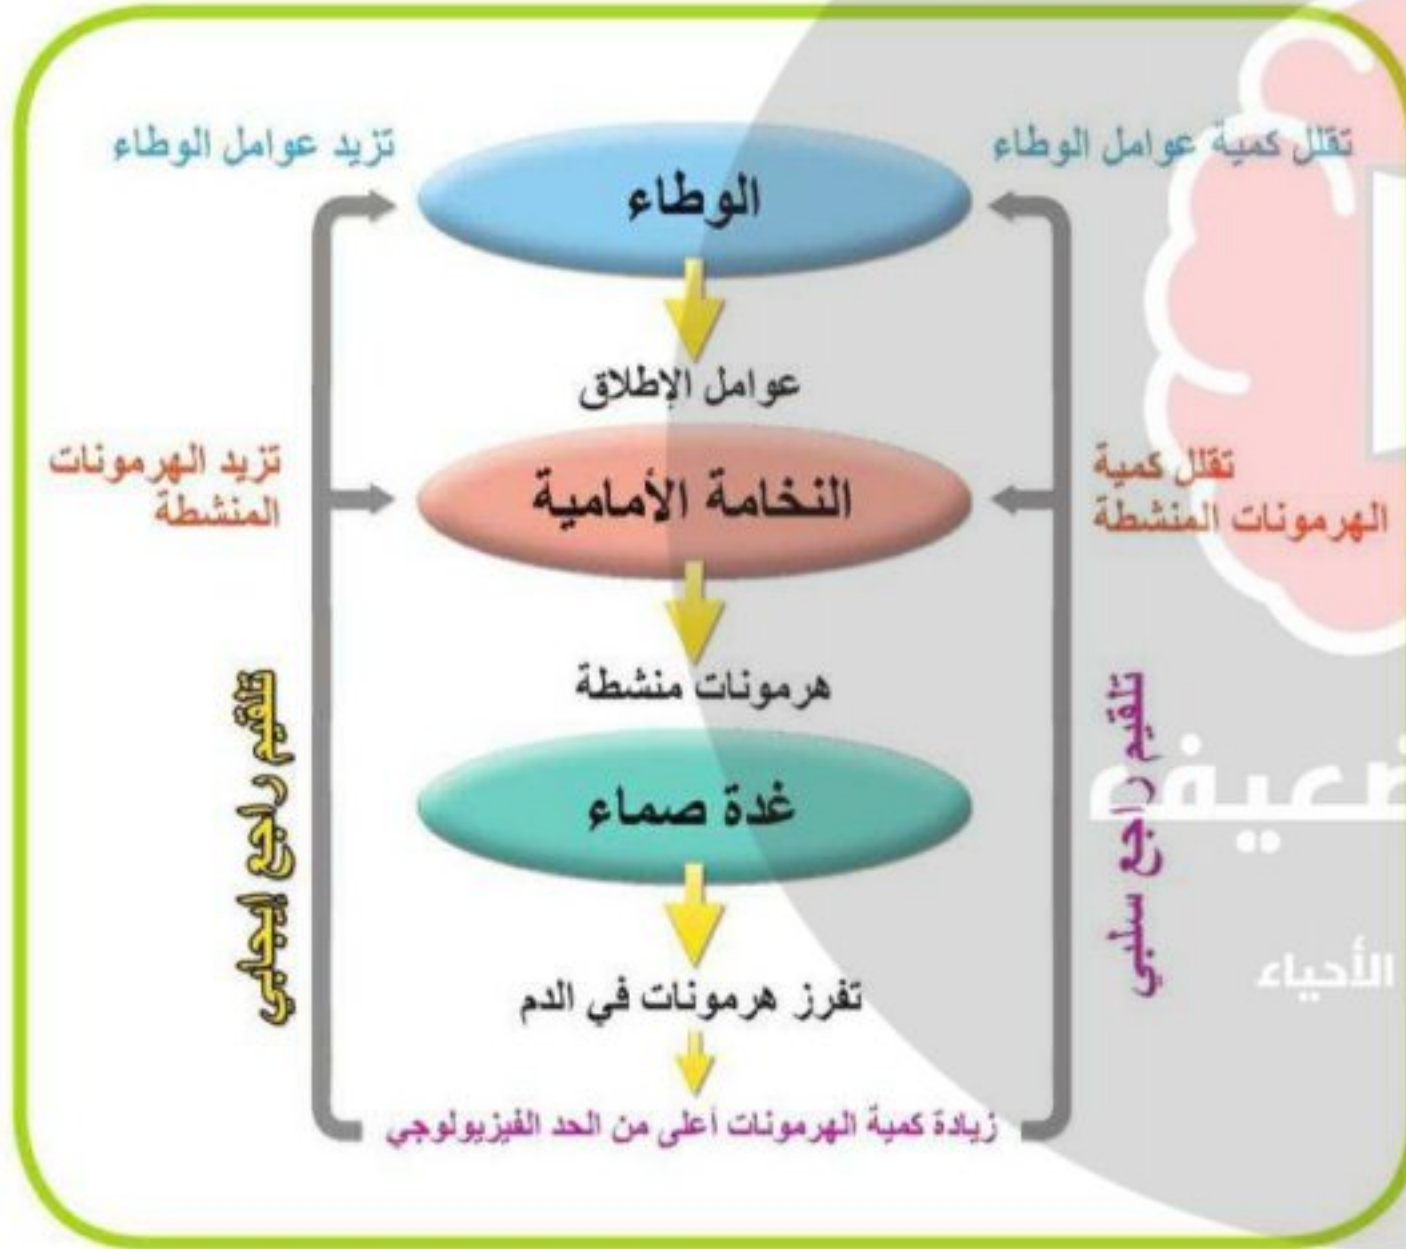 تقلل كمية عوامل الوطاء
تزيد عوامل الوطاء
الوطاء
عوامل الإطلاق
تقلل كمية
الهرمونات المنشطة
النخامة الأمامية
تزيد الهرمونات
المنشطة
هرمونات منشطة
تلقيم راجع سلبي
غدة صماء
تلقيم راجع إيجابي
تفرز هرمونات في الدم
زيادة كمية الهرمونات أعلى من الحد الفيزيولوجي
الأحياء